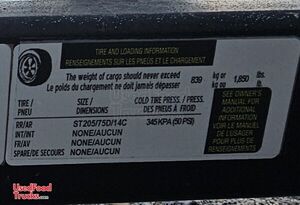 TIRE AND LOADING INFORMATION
RENSEIGNEMENTS SUR LES PNEUS ET LE CHARGEMENT
The weight of cargo should never exceed
Le poids du chargement ne doit jamais dépasser
839 kg or kg ou 1,850 lbs. lb.
TIRE / PNEU
DIMENSIONS
COLD TIRE PRESS. / PRESS. DES PNEUS À FROID
RR/AR ST205/75D/14C 345KPA (50 PSI)
INT/INT NONE/AUCUN
FR/AV NONE/AUCUN
SPARE/DE SECOURS NONE/AUCUN
SEE OWNER'S MANUAL FOR ADDITIONAL INFORMATION
VOIR LE MANUEL DE L'USAGER POUR PLUS DE RENSEIGNEMENTS
UsedFood
Trucks.com